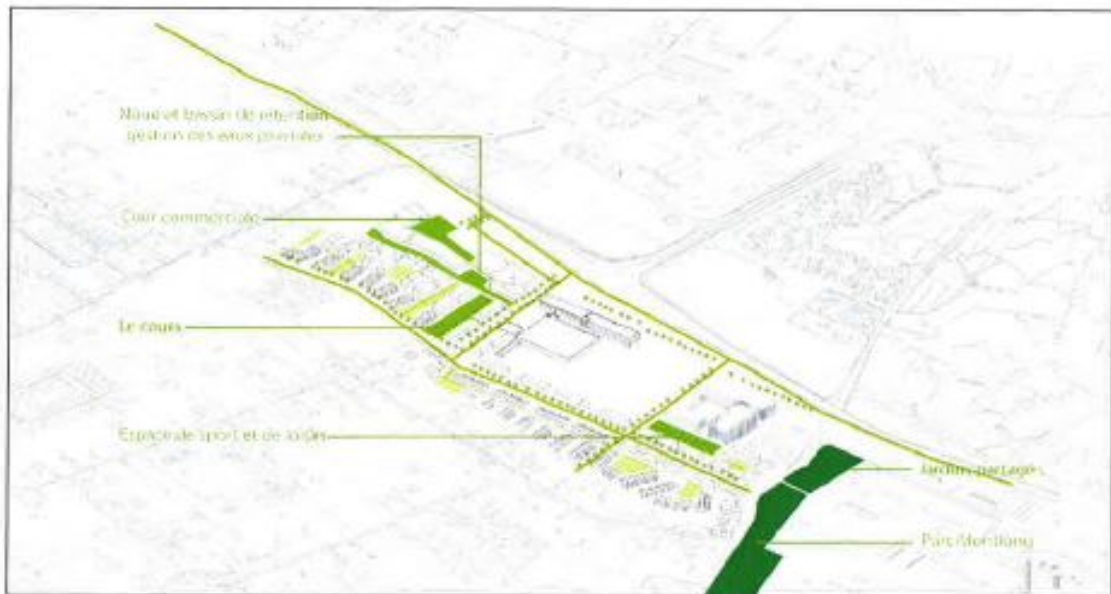 Noue et bassin de rétention
gestion des eaux pluviales
Cour commerciale
Le cours
Espace de sport et de loisirs
Jardins partagés
Parc Montlang